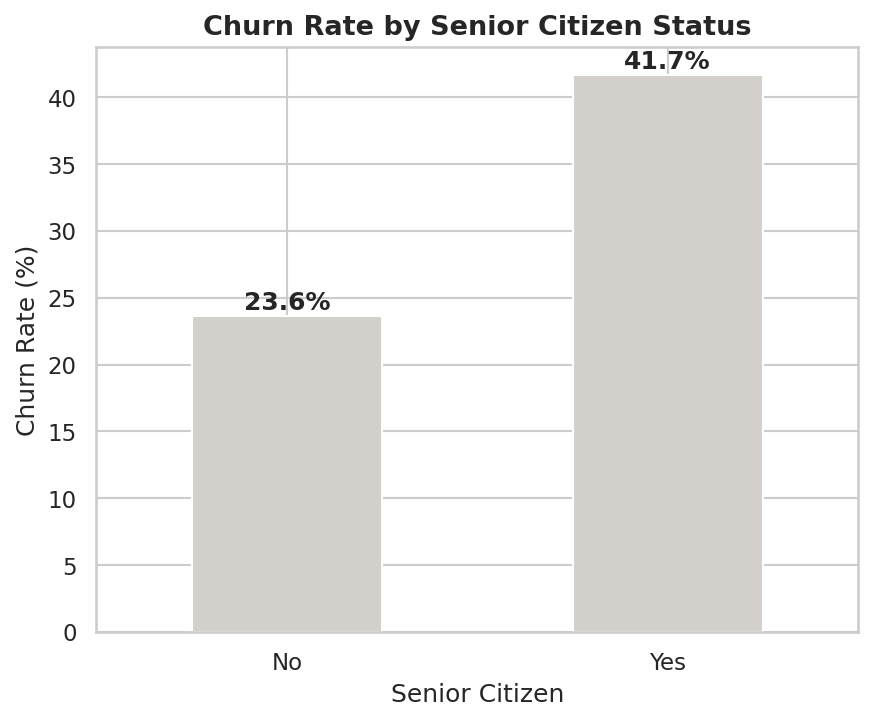 Churn Rate by Senior Citizen Status
41.7%
40
35
30
25
23.6%
20
15
10
5
0
Churn Rate (%)
No
Yes
Senior Citizen